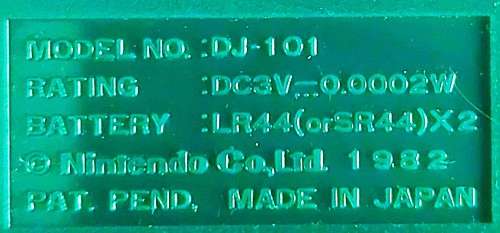 MODEL NO. :DJ-101
RATING :DC3V⎓0.0002W
BATTERY :LR44(orSR44)X2
© Nintendo Co.,Ltd. 1982
PAT. PEND. MADE IN JAPAN